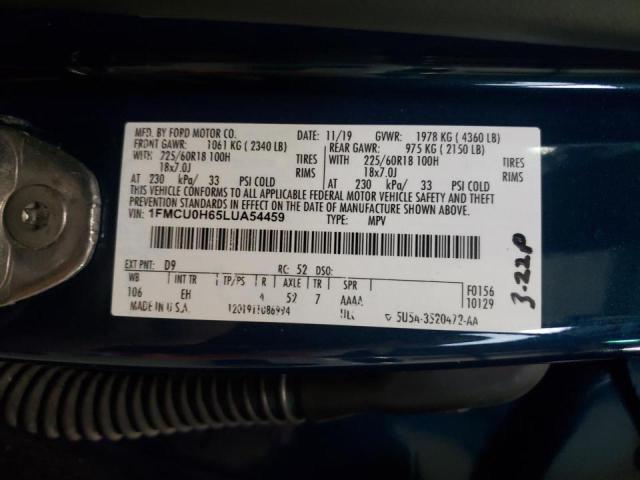 MFD. BY FORD MOTOR CO.
DATE: 11/19 GVWR: 1978 KG ( 4360 LB)
FRONT GAWR: 1061 KG ( 2340 LB)
REAR GAWR: 975 KG ( 2150 LB)
WITH 225/60R18 100H TIRES
WITH 225/60R18 100H TIRES
18x7.0J RIMS
18x7.0J RIMS
AT 230 kPa/ 33 PSI COLD
AT 230 kPa/ 33 PSI COLD
THIS VEHICLE CONFORMS TO ALL APPLICABLE FEDERAL MOTOR VEHICLE SAFETY AND THEFT
PREVENTION STANDARDS IN EFFECT ON THE DATE OF MANUFACTURE SHOWN ABOVE.
VIN: 1FMCU0H65LUA54459
TYPE: MPV
EXT PNT: D9 RC: 52 DSO:
WB INT TR TP/PS R AXLE TR SPR
106 EH 52 7 AAAA
F0156
10129
MADE IN U.S.A.
3-22P